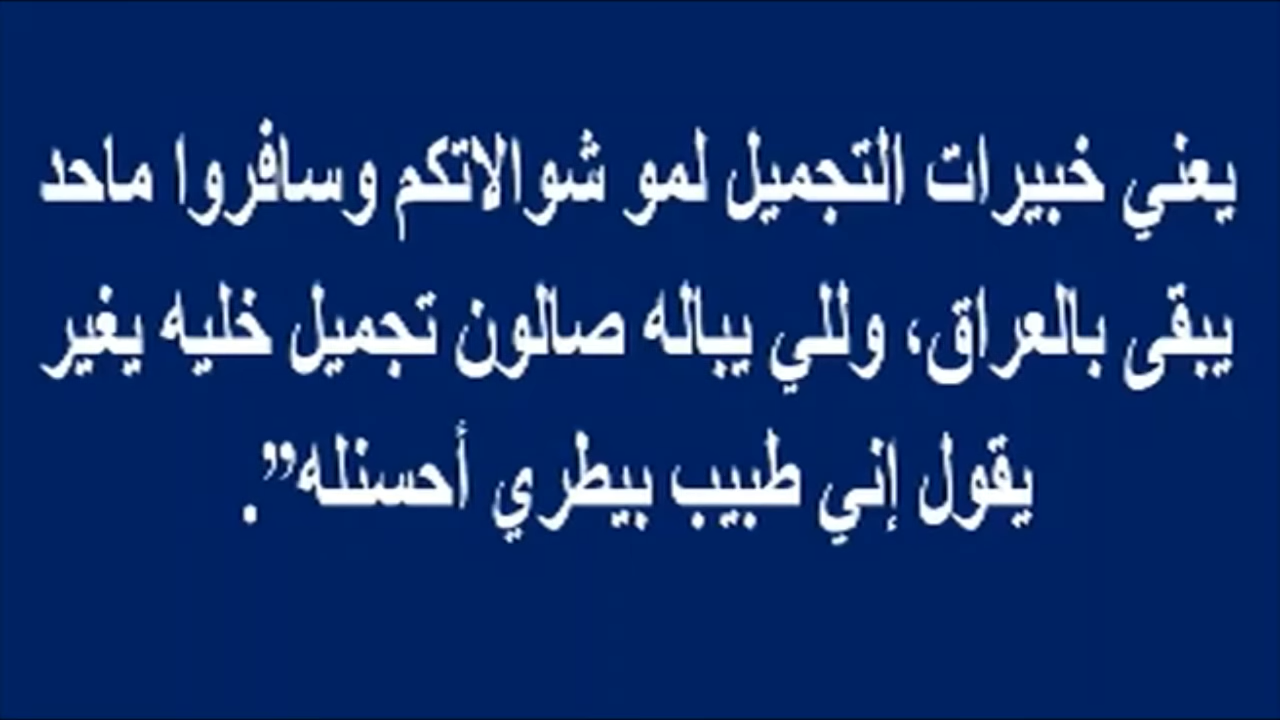 يعني خبيرات التجميل لمو شوالاتكم وسافروا ماحد
يبقى بالعراق، وللي يباله صالون تجميل خليه يغير
يقول إني طبيب بيطري أحسنله”.